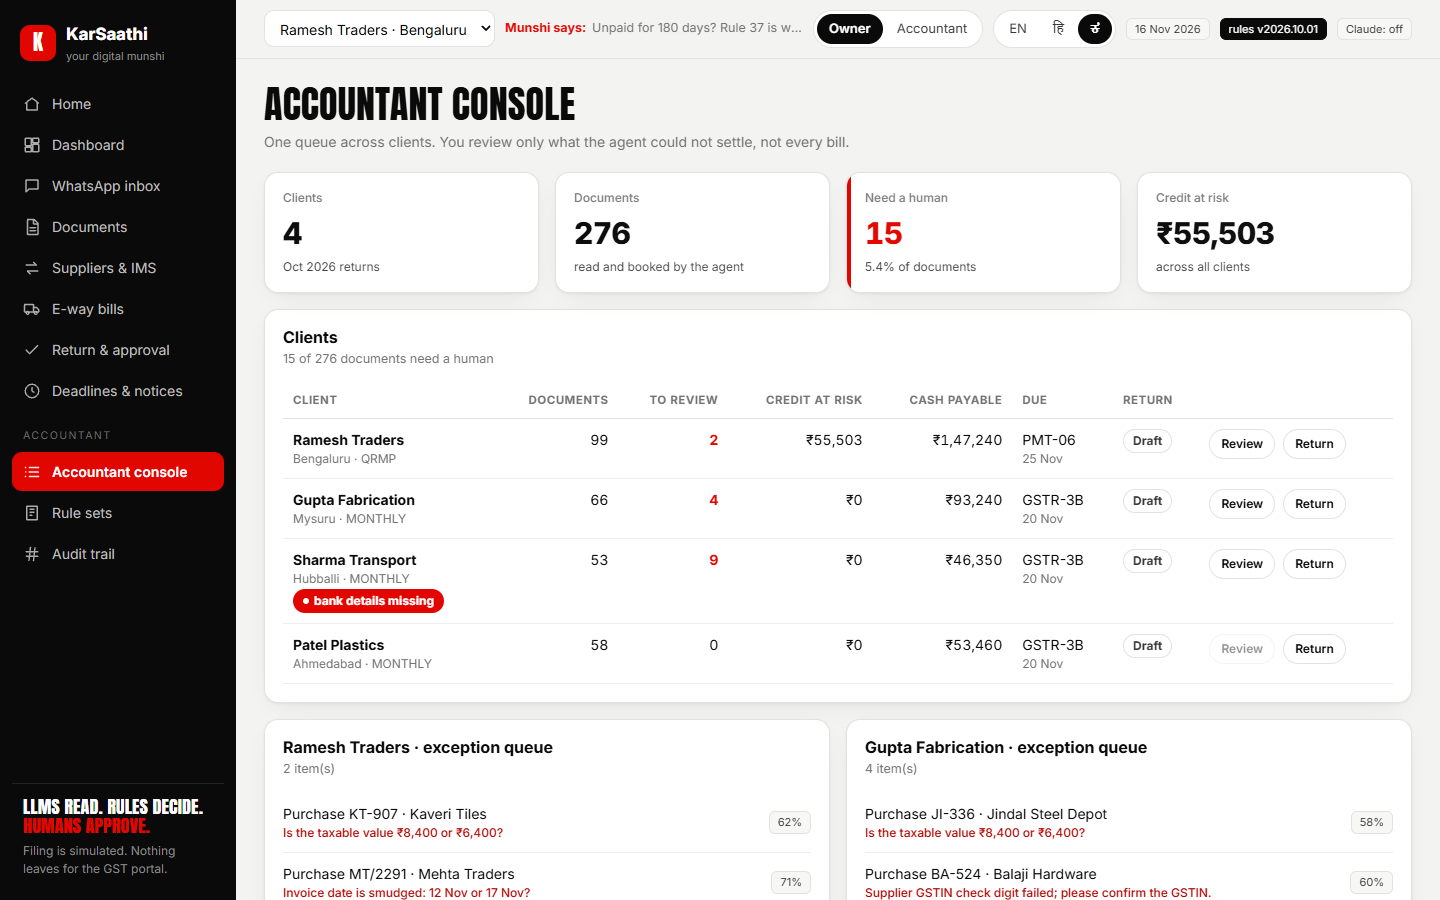 K
KarSaathi
your digital munshi
Home
Dashboard
WhatsApp inbox
Documents
Suppliers & IMS
E-way bills
Return & approval
Deadlines & notices
ACCOUNTANT
Accountant console
Rule sets
Audit trail
LLMS READ. RULES DECIDE.
HUMANS APPROVE.
Filing is simulated. Nothing
leaves for the GST portal.
Ramesh Traders · Bengaluru
Munshi says: Unpaid for 180 days? Rule 37 is w...
Owner
Accountant
EN
हि
ಕ
16 Nov 2026
rules v2026.10.01
Claude: off
ACCOUNTANT CONSOLE
One queue across clients. You review only what the agent could not settle, not every bill.
Clients
4
Oct 2026 returns
Documents
276
read and booked by the agent
Need a human
15
5.4% of documents
Credit at risk
₹55,503
across all clients
Clients
15 of 276 documents need a human
CLIENT DOCUMENTS TO REVIEW CREDIT AT RISK CASH PAYABLE DUE RETURN
Ramesh Traders 99 2 ₹55,503 ₹1,47,240 PMT-06 Draft Review Return
Bengaluru · QRMP 25 Nov
Gupta Fabrication 66 4 ₹0 ₹93,240 GSTR-3B Draft Review Return
Mysuru · MONTHLY 20 Nov
Sharma Transport 53 9 ₹0 ₹46,350 GSTR-3B Draft Review Return
Hubballi · MONTHLY 20 Nov
bank details missing
Patel Plastics 58 0 ₹0 ₹53,460 GSTR-3B Draft Review Return
Ahmedabad · MONTHLY 20 Nov
Ramesh Traders · exception queue
2 item(s)
Purchase KT-907 · Kaveri Tiles 62%
Is the taxable value ₹8,400 or ₹6,400?
Purchase MT/2291 · Mehta Traders 71%
Invoice date is smudged: 12 Nov or 17 Nov?
Gupta Fabrication · exception queue
4 item(s)
Purchase JI-336 · Jindal Steel Depot 58%
Is the taxable value ₹8,400 or ₹6,400?
Purchase BA-524 · Balaji Hardware 60%
Supplier GSTIN check digit failed; please confirm the GSTIN.